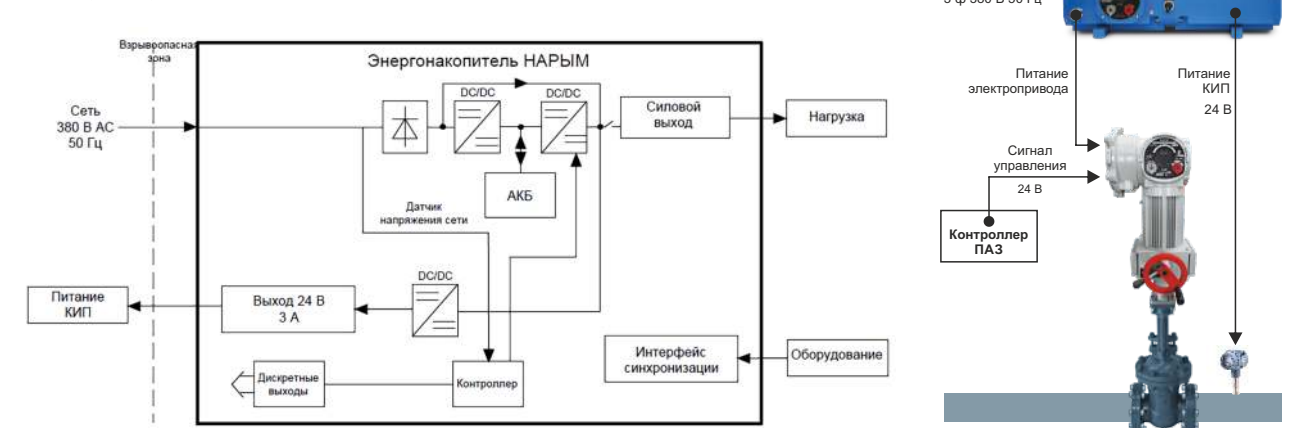 Взрывоопасная
зона
Энергонакопитель НАРЫМ
Сеть
380 В AC
50 Гц
DC/DC
DC/DC
Силовой
выход
Нагрузка
АКБ
Датчик
напряжения сети
DC/DC
Питание
КИП
Выход 24 В
3 А
Дискретные
выходы
Контроллер
Интерфейс
синхронизации
Оборудование
Питание
электропривода
Питание
КИП
24 В
Сигнал
управления
24 В
Контроллер
ПАЗ